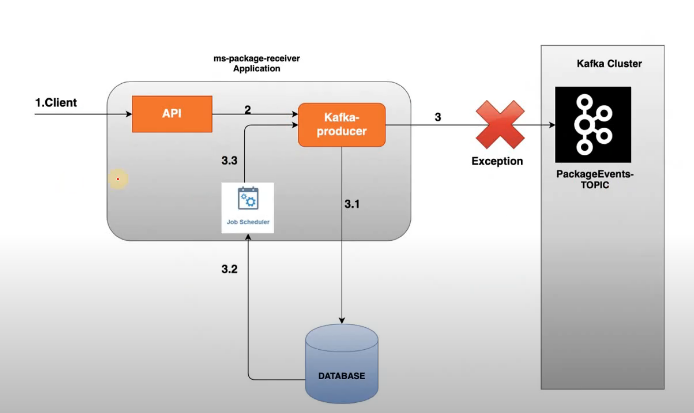 ms-package-receiver
Application
Kafka Cluster
1.Client
API
2
Kafka-
producer
3
Exception
PackageEvents-
TOPIC
3.3
Job Scheduler
3.1
3.2
DATABASE